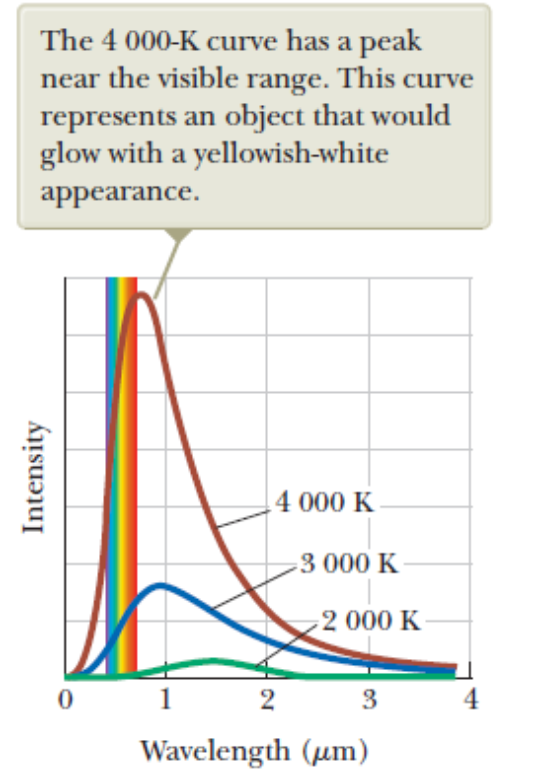 The 4 000-K curve has a peak
near the visible range. This curve
represents an object that would
glow with a yellowish-white
appearance.
Intensity
4 000 K
3 000 K
2 000 K
0 1 2 3 4
Wavelength (μm)